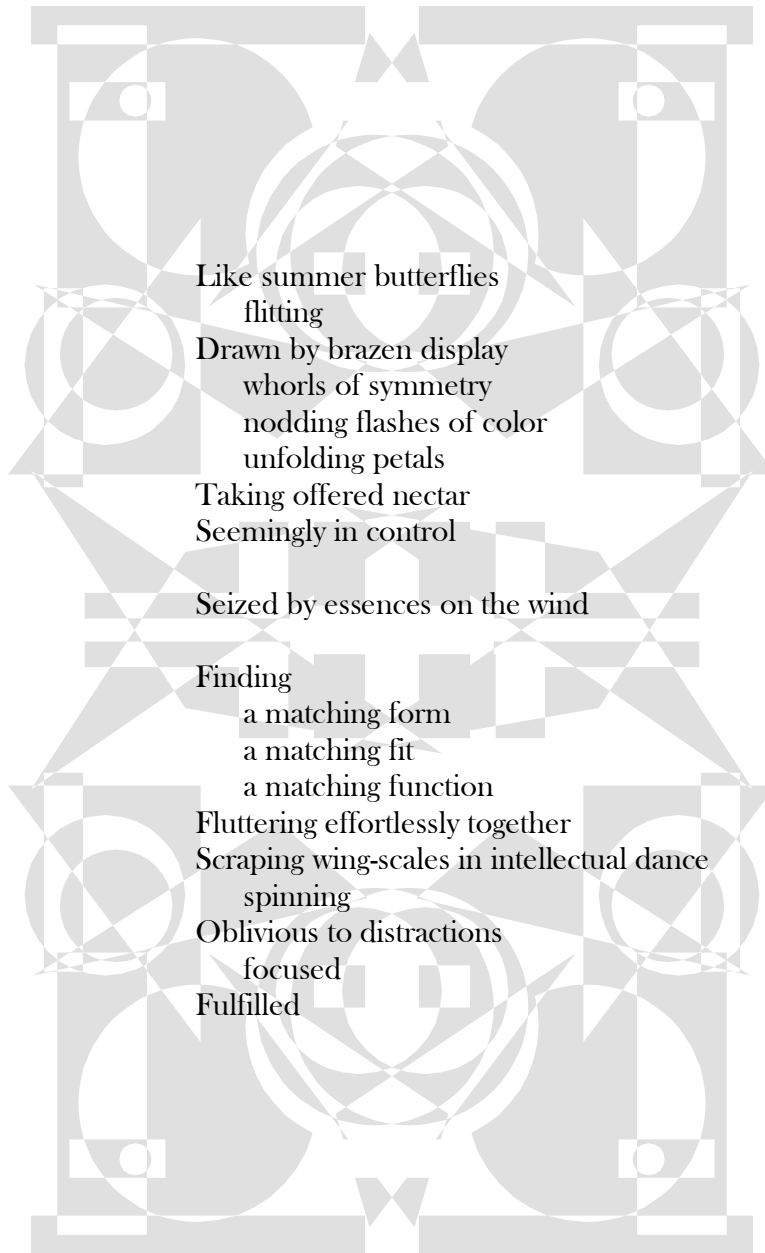 Like summer butterflies
flitting
Drawn by brazen display
whorls of symmetry
nodding flashes of color
unfolding petals
Taking offered nectar
Seemingly in control
Seized by essences on the wind
Finding
a matching form
a matching fit
a matching function
Fluttering effortlessly together
Scraping wing-scales in intellectual dance
spinning
Oblivious to distractions
focused
Fulfilled